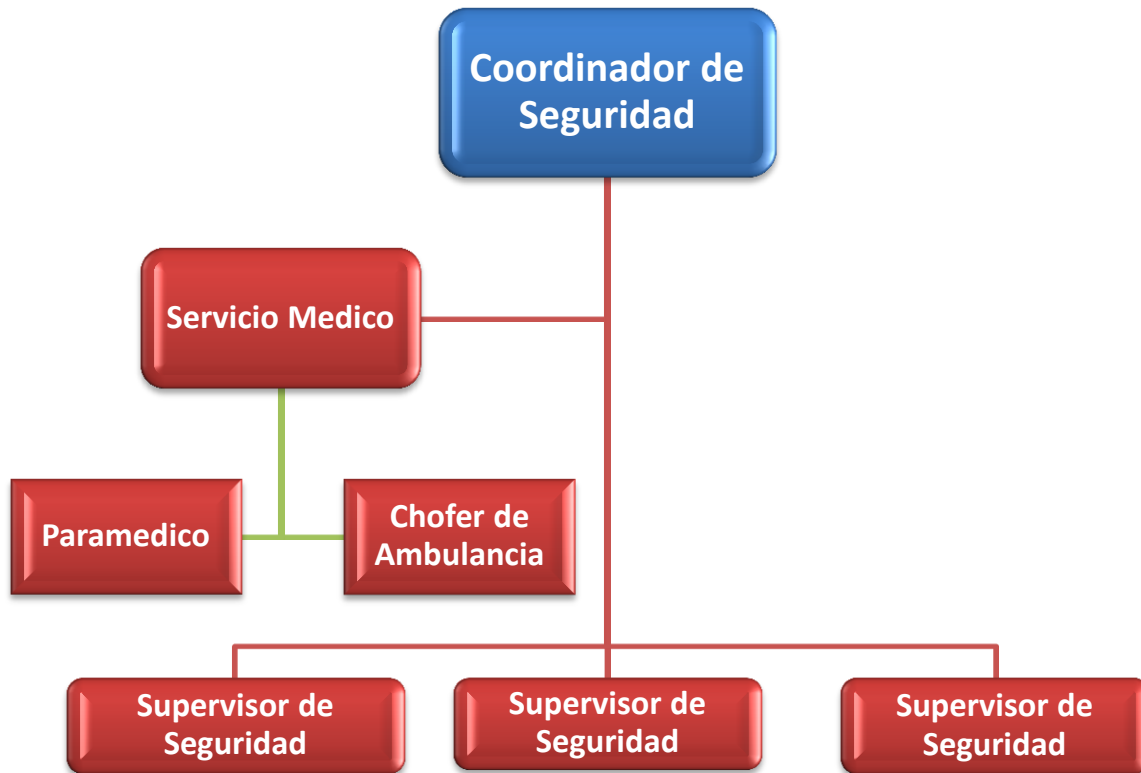 Coordinador de
Seguridad
Servicio Medico
Paramedico
Chofer de
Ambulancia
Supervisor de
Seguridad
Supervisor de
Seguridad
Supervisor de
Seguridad